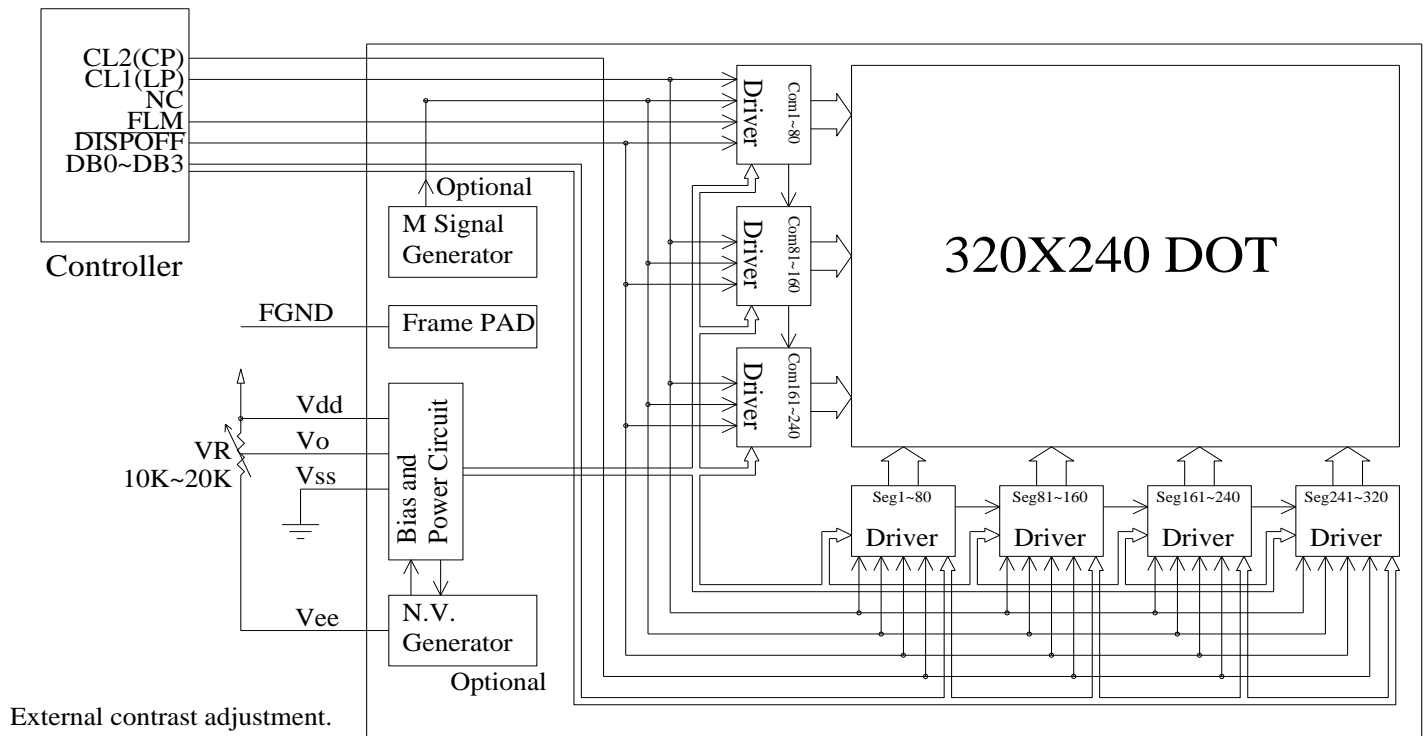 CL2(CP)
CL1(LP)
NC
FLM
DISPOFF
DB0~DB3
Controller
Optional
M Signal
Generator
FGND
Frame PAD
Vdd
Vo
VR
10K~20K
Vss
Bias and
Power Circuit
Vee
N.V.
Generator
Optional
External contrast adjustment.
Driver
Com1~80
Driver
Com81~160
Driver
Com161~240
320X240 DOT
Seg1~80
Driver
Seg81~160
Driver
Seg161~240
Driver
Seg241~320
Driver